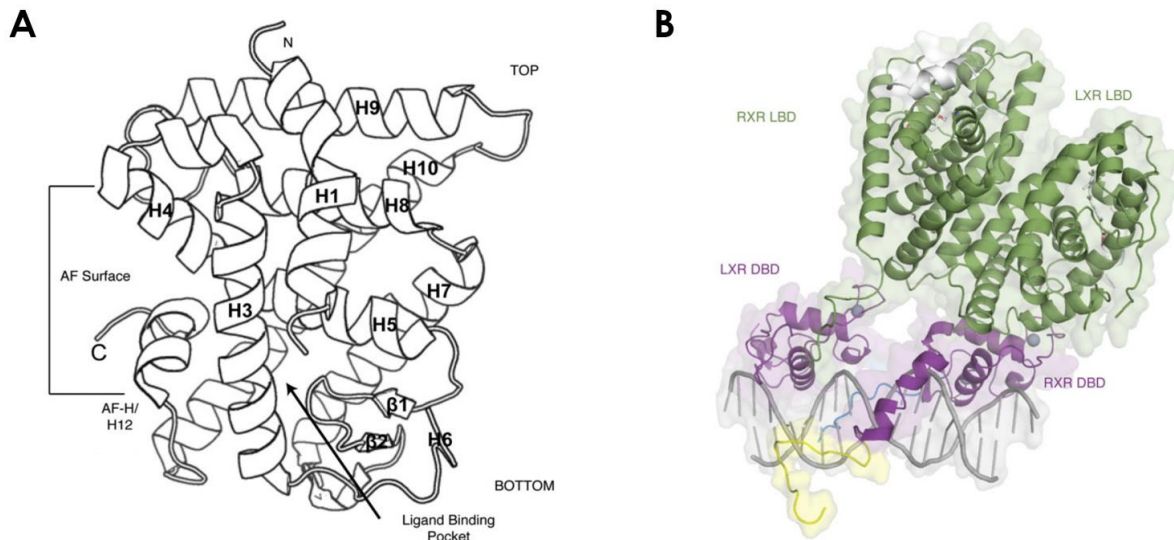 A
N
TOP
H9
H10
H1
H8
H4
AF Surface
H7
H3
H5
C
AF-H/
H12
β1
β2
H6
BOTTOM
Ligand Binding
Pocket
B
RXR LBD
LXR LBD
LXR DBD
RXR DBD